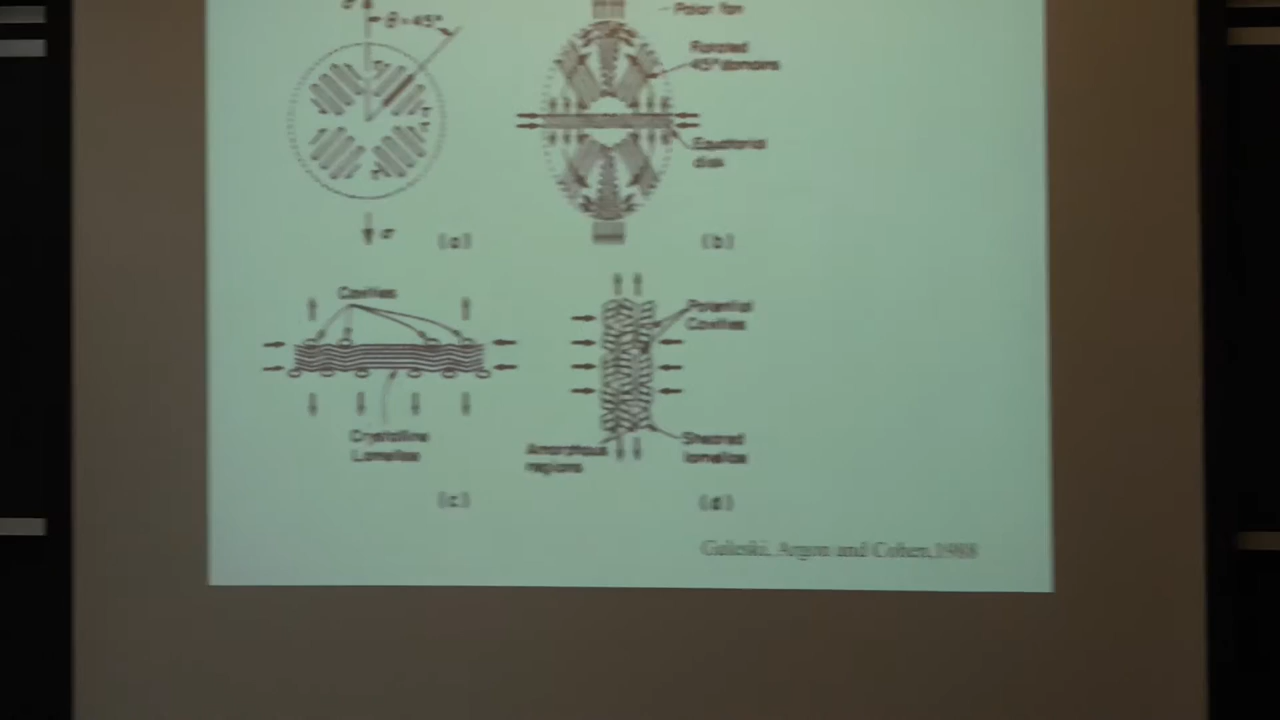 σ
θ=45°
Polar fan
Rotated
45° domains
Equatorial
disk
σ
(a)
(b)
Cavities
Potential
Cavities
Crystalline
Lamellae
Amorphous
regions
Sheared
lamellae
(c)
(d)
Galeski, Argon and Cohen,1988